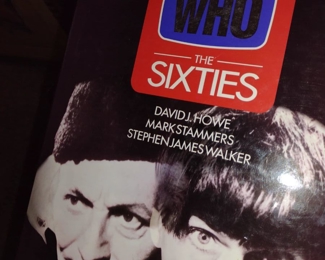 WHO
THE
SIXTIES
DAVID J. HOWE
MARK STAMMERS
STEPHEN JAMES WALKER